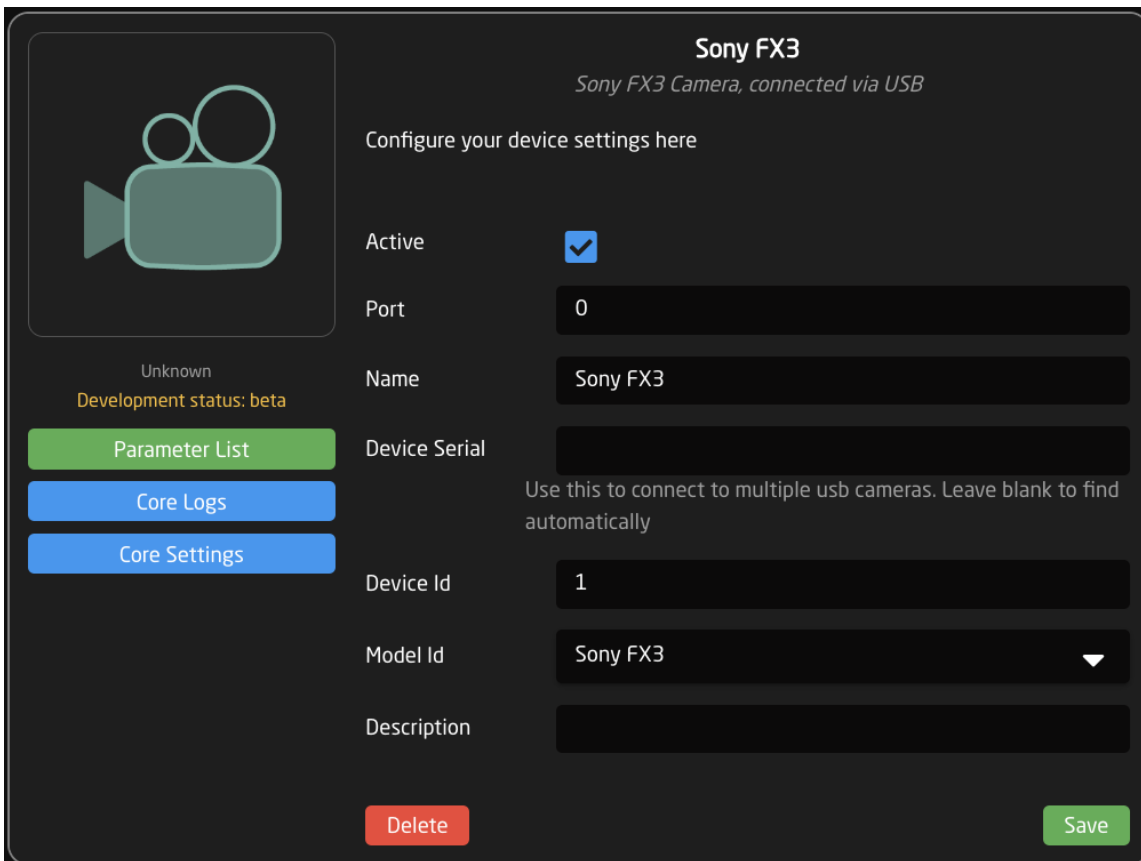 Sony FX3
Sony FX3 Camera, connected via USB
Configure your device settings here
Unknown
Development status: beta
Parameter List
Core Logs
Core Settings
Active
Port
0
Name
Sony FX3
Device Serial
Use this to connect to multiple usb cameras. Leave blank to find
automatically
Device Id
1
Model Id
Sony FX3
Description
Delete
Save